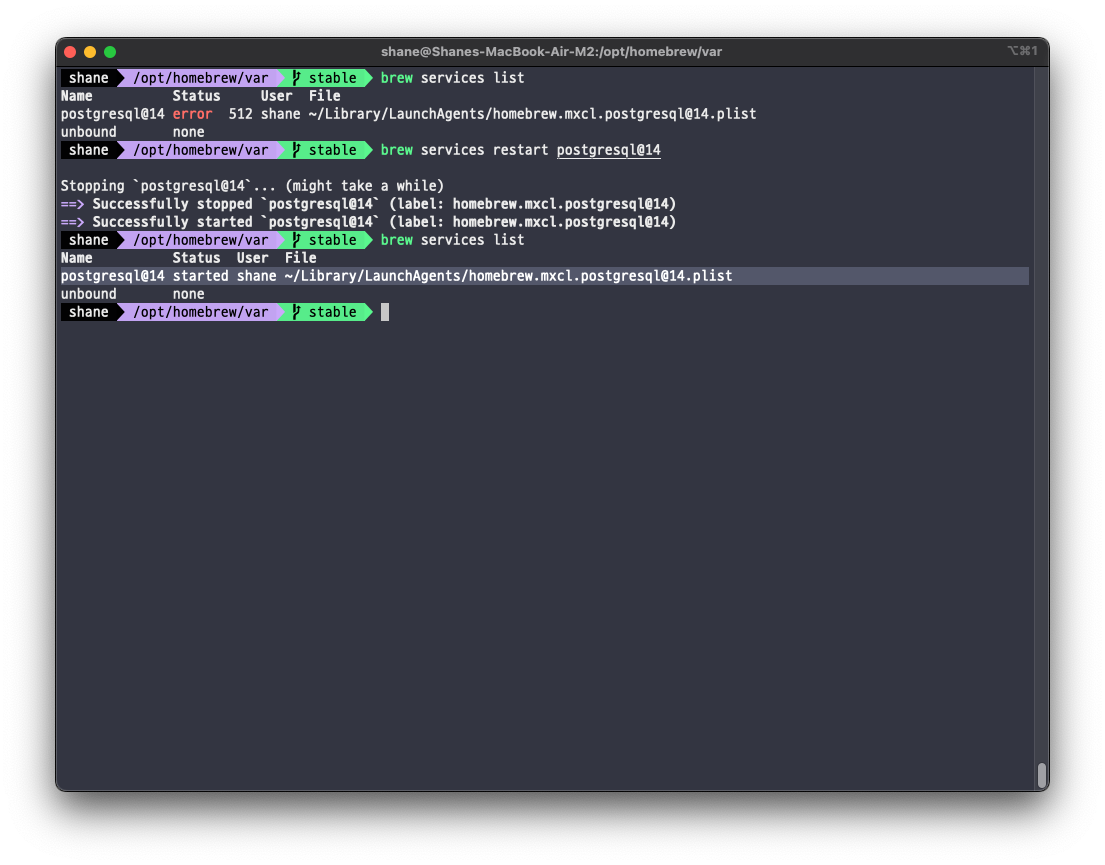 shane@Shanes-MacBook-Air-M2:/opt/homebrew/var ⌥⌘1
shane /opt/homebrew/var stable brew services list
Name Status User File
postgresql@14 error 512 shane ~/Library/LaunchAgents/homebrew.mxcl.postgresql@14.plist
unbound none
shane /opt/homebrew/var stable brew services restart postgresql@14
Stopping `postgresql@14`... (might take a while)
==> Successfully stopped `postgresql@14` (label: homebrew.mxcl.postgresql@14)
==> Successfully started `postgresql@14` (label: homebrew.mxcl.postgresql@14)
shane /opt/homebrew/var stable brew services list
Name Status User File
postgresql@14 started shane ~/Library/LaunchAgents/homebrew.mxcl.postgresql@14.plist
unbound none
shane /opt/homebrew/var stable